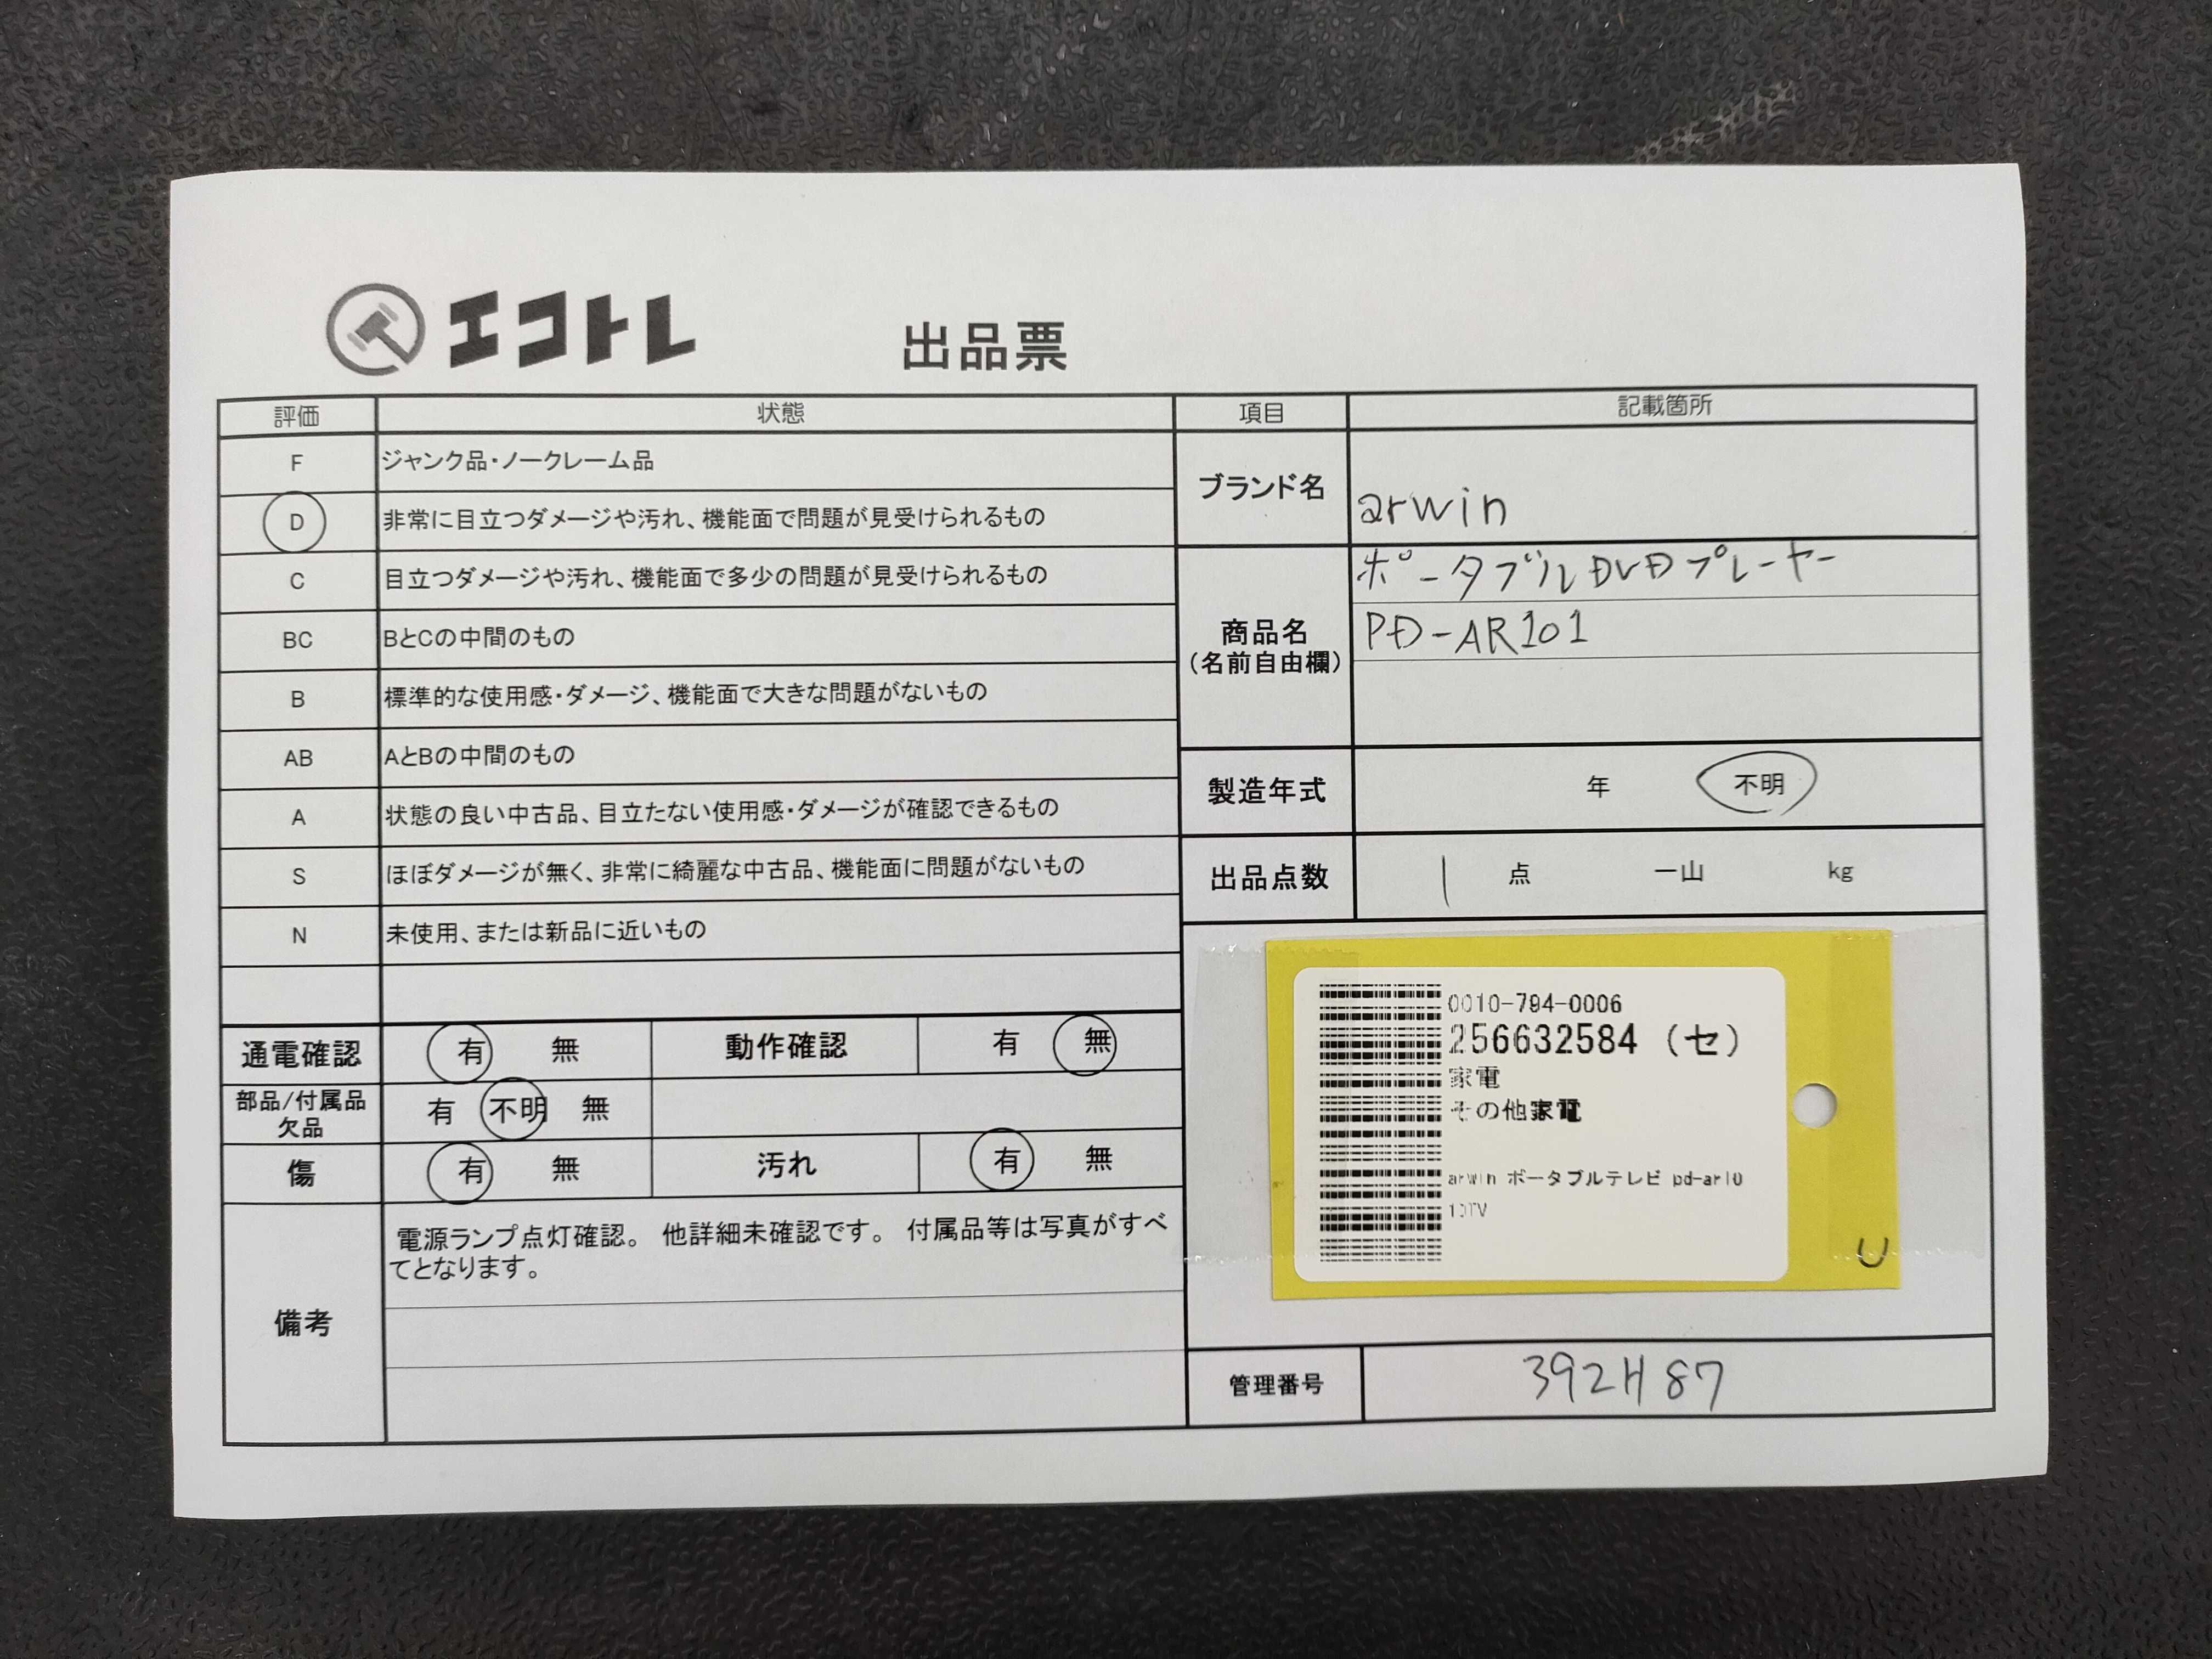 エコトレ 出品票
評価 状態
F ジャンク品・ノークレーム品
D 非常に目立つダメージや汚れ、機能面で問題が見受けられるもの
C 目立つダメージや汚れ、機能面で多少の問題が見受けられるもの
BC BとCの中間のもの
B 標準的な使用感・ダメージ、機能面で大きな問題がないもの
AB AとBの中間のもの
A 状態の良い中古品、目立たない使用感・ダメージが確認できるもの
S ほぼダメージが無く、非常に綺麗な中古品、機能面に問題がないもの
N 未使用、または新品に近いもの
通電確認 有 無 動作確認 有 無
部品/付属品
欠品 有 不明 無
傷 有 無 汚れ 有 無
備考
電源ランプ点灯確認。 他詳細未確認です。 付属品等は写真がすべ
てとなります。
項目 記載箇所
ブランド名 arwin
商品名
(名前自由欄)
ポータブルDVDプレーヤー
PD-AR101
製造年式 年 不明
出品点数 1 点 一山 kg
0010-794-0006
256632584 (セ)
家電
その他家電
arwin ポータブルテレビ pd-ar10
10TV
U
管理番号 392H87